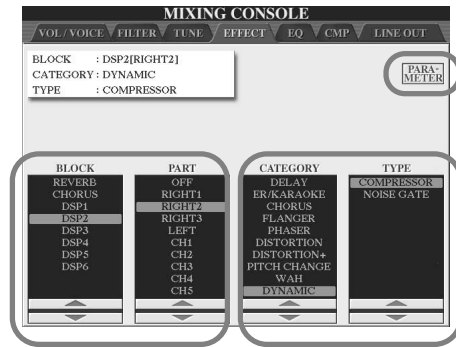 MIXING CONSOLE
VOL / VOICE FILTER TUNE EFFECT EQ CMP LINE OUT
BLOCK : DSP2[RIGHT2]
CATEGORY : DYNAMIC
TYPE : COMPRESSOR
PARA-
METER
BLOCK
REVERB
CHORUS
DSP1
DSP2
DSP3
DSP4
DSP5
DSP6
PART
OFF
RIGHT1
RIGHT2
RIGHT3
LEFT
CH1
CH2
CH3
CH4
CH5
CATEGORY
DELAY
ER/KARAOKE
CHORUS
FLANGER
PHASER
DISTORTION
DISTORTION+
PITCH CHANGE
WAH
DYNAMIC
TYPE
COMPRESSOR
NOISE GATE